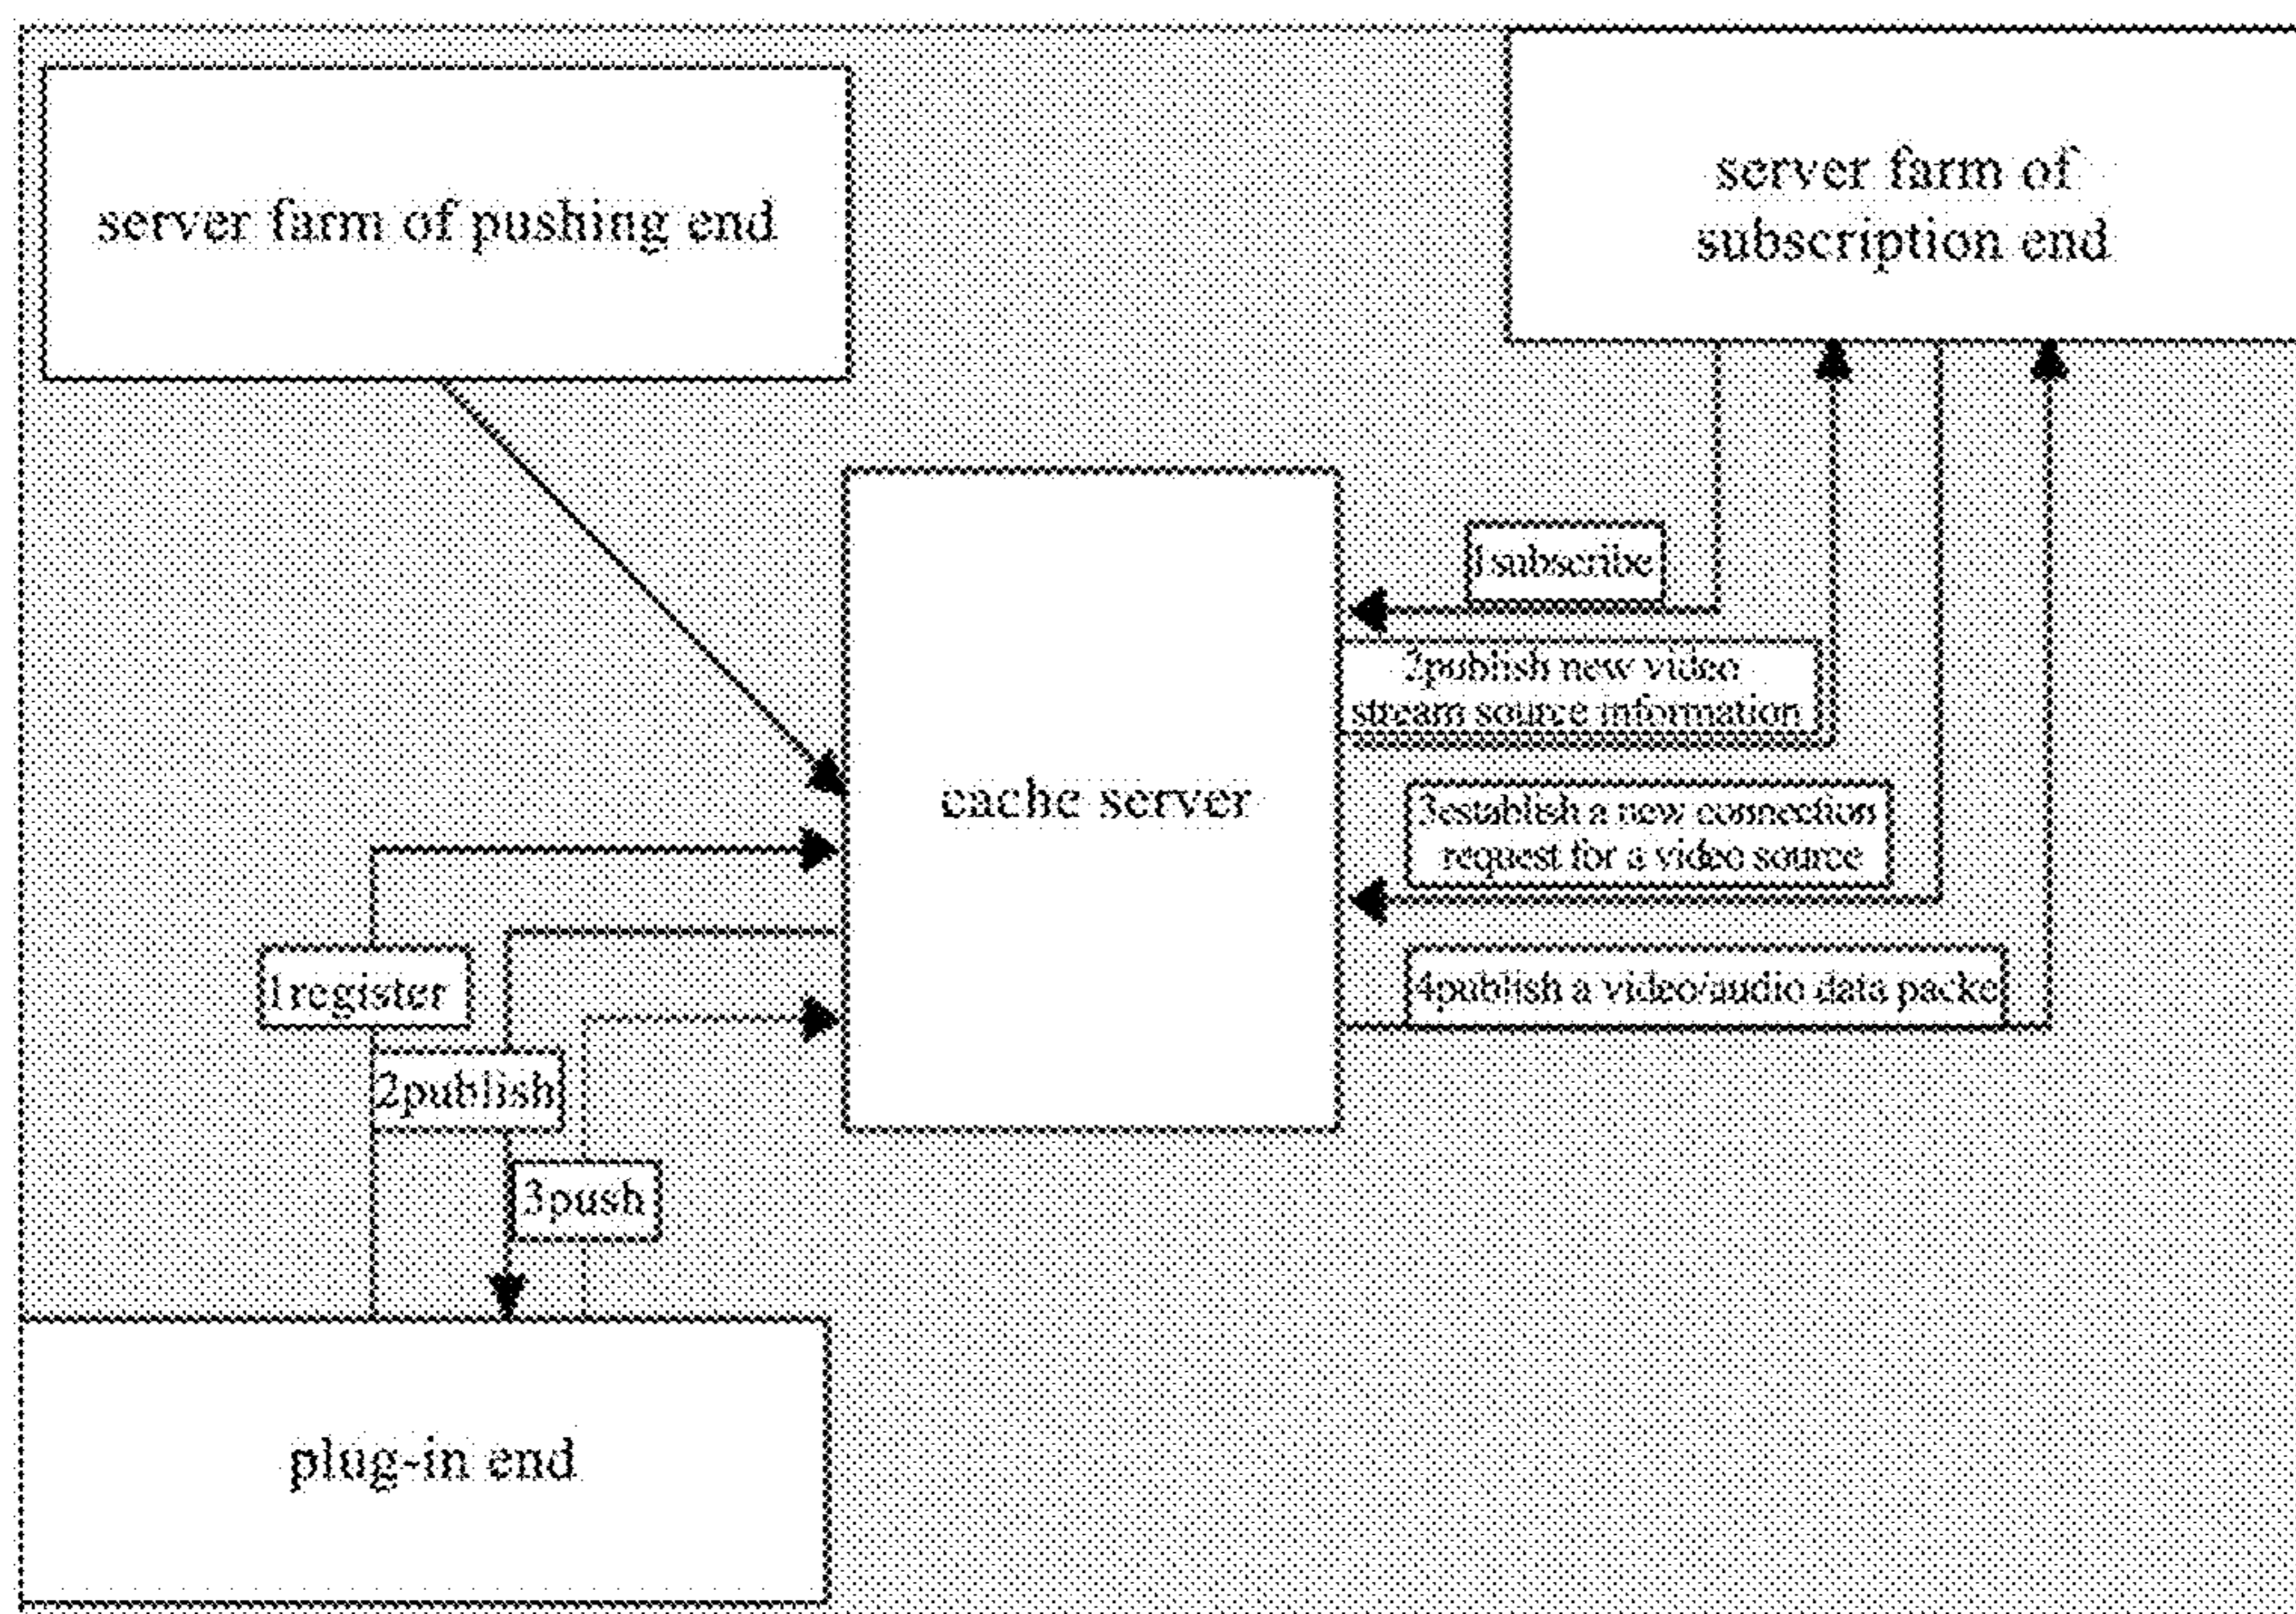 server farm of pushing end
server farm of
subscription end
1subscribe
2publish new video
stream source information
cache server
3establish a new connection
request for a video source
4publish a video/audio data packe
1register
2publish
3push
plug-in end